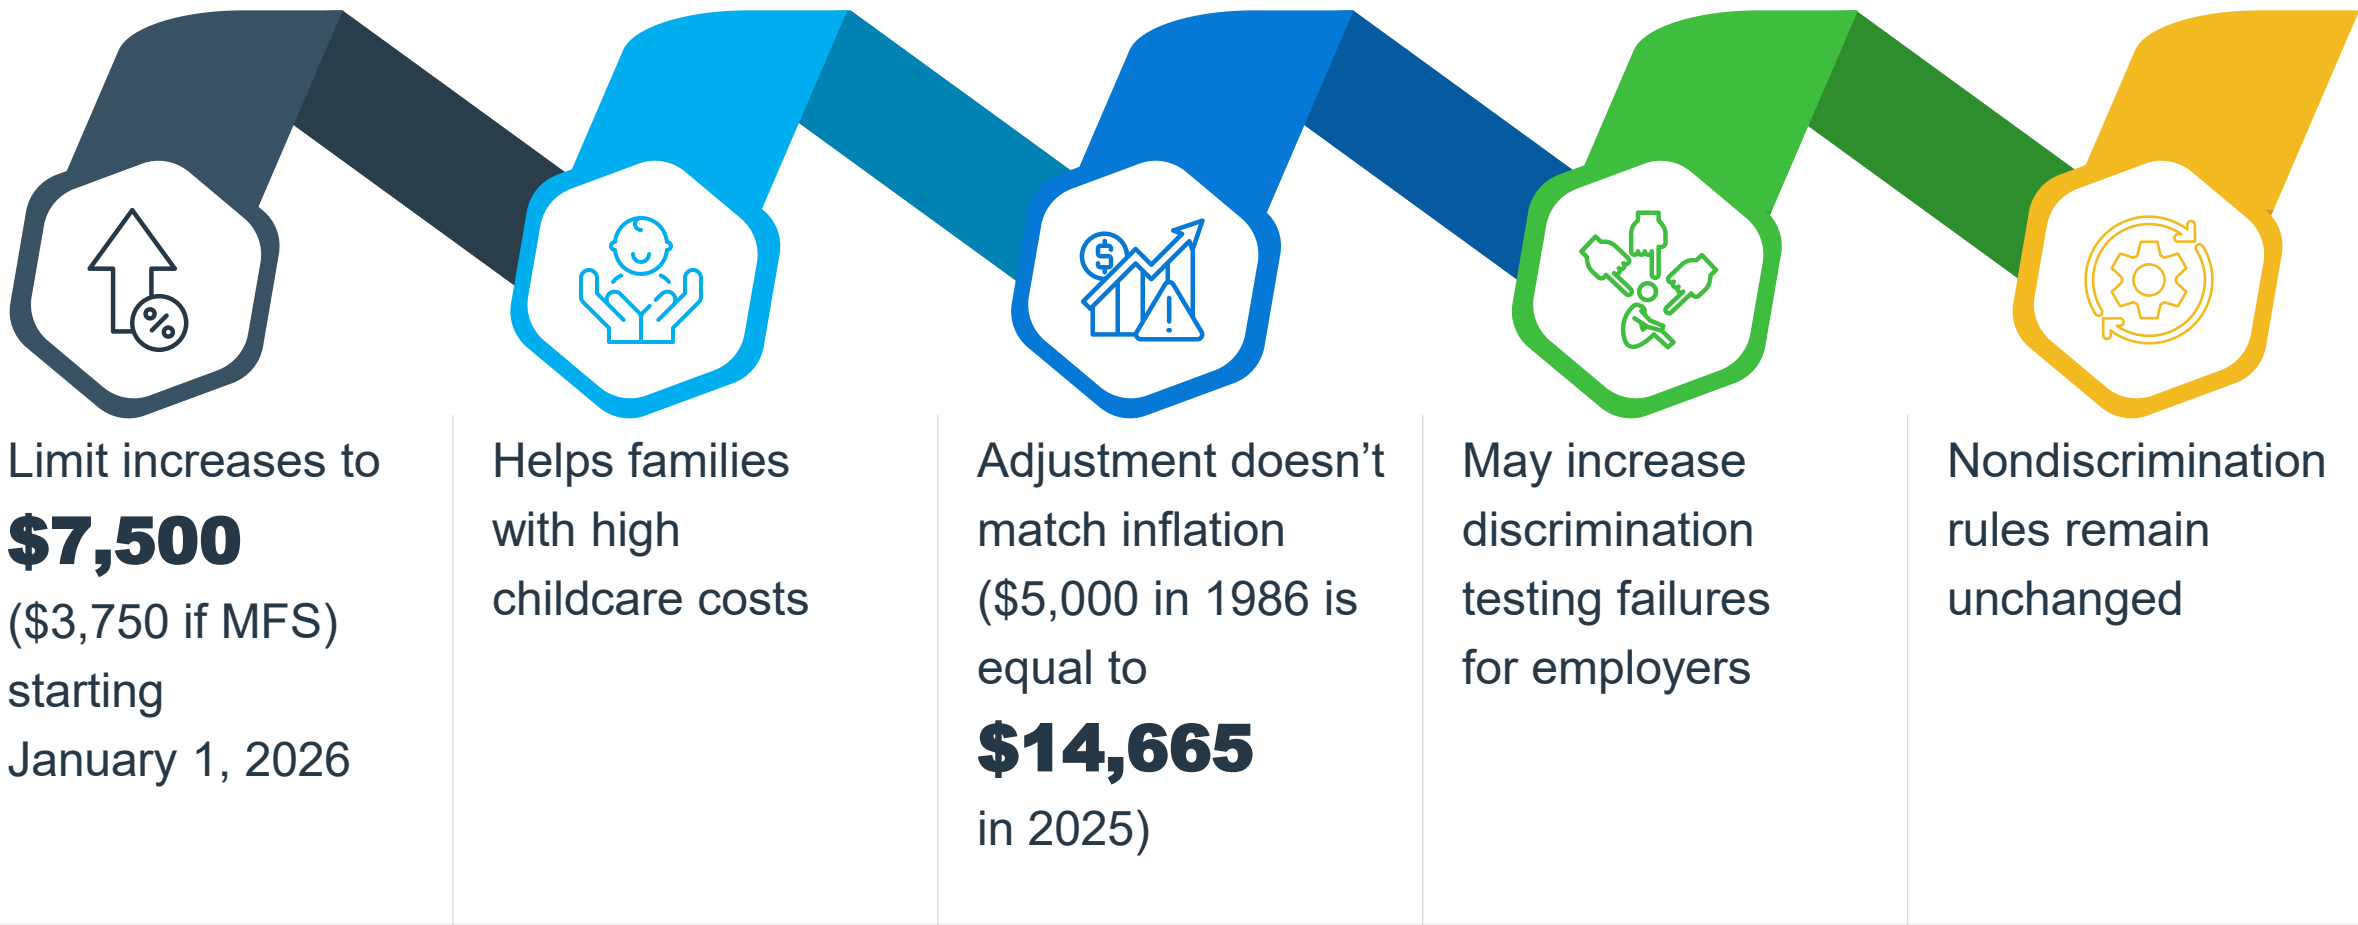 Limit increases to
$7,500
($3,750 if MFS)
starting
January 1, 2026
Helps families
with high
childcare costs
Adjustment doesn’t
match inflation
($5,000 in 1986 is
equal to
$14,665
in 2025)
May increase
discrimination
testing failures
for employers
Nondiscrimination
rules remain
unchanged